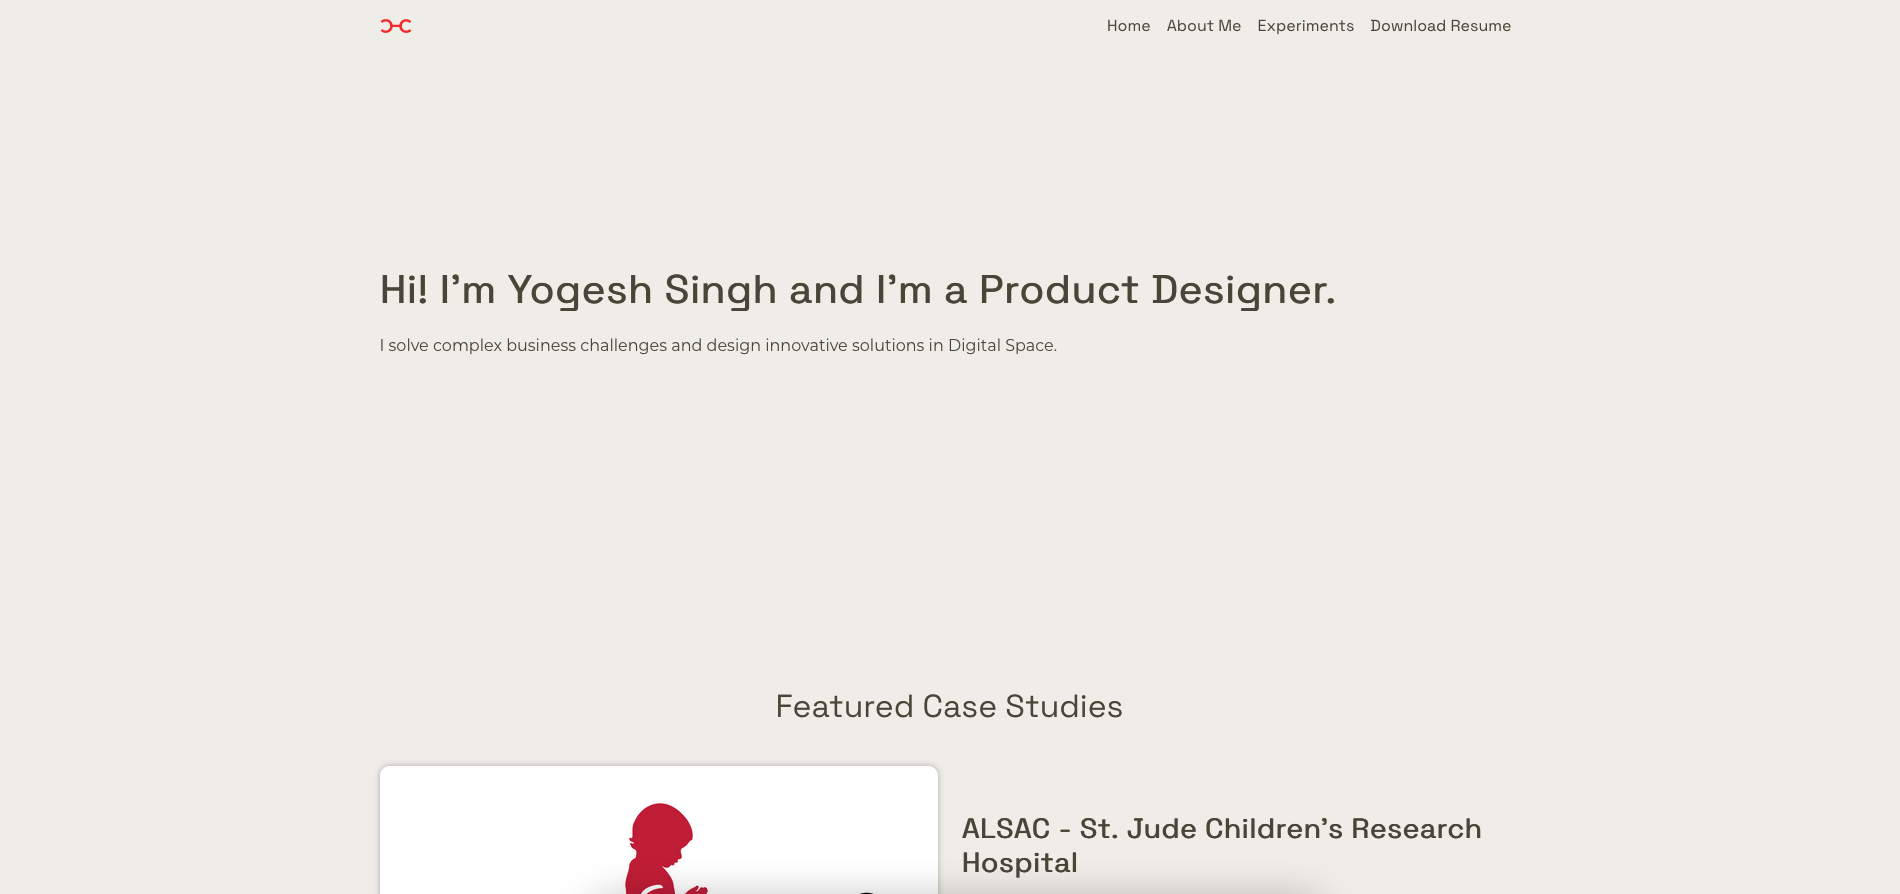 Home About Me Experiments Download Resume
Hi! I’m Yogesh Singh and I’m a Product Designer.
I solve complex business challenges and design innovative solutions in Digital Space.
Featured Case Studies
ALSAC - St. Jude Children’s Research
Hospital